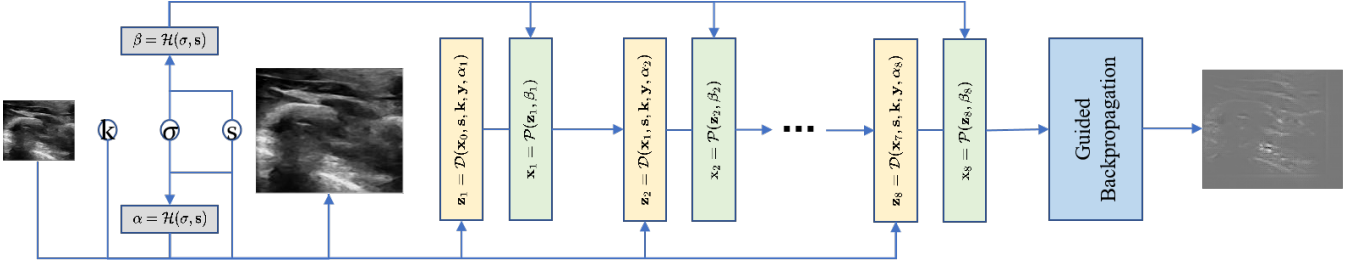 β = ℋ(σ, s)
k
σ
s
α = ℋ(σ, s)
z₁ = 𝒟(x₀, s, k, y, α₁)
x₁ = 𝒫(z₁, β₁)
z₂ = 𝒟(x₁, s, k, y, α₂)
x₂ = 𝒫(z₂, β₂)
...
z₈ = 𝒟(x₇, s, k, y, α₈)
x₈ = 𝒫(z₈, β₈)
Guided
Backpropagation